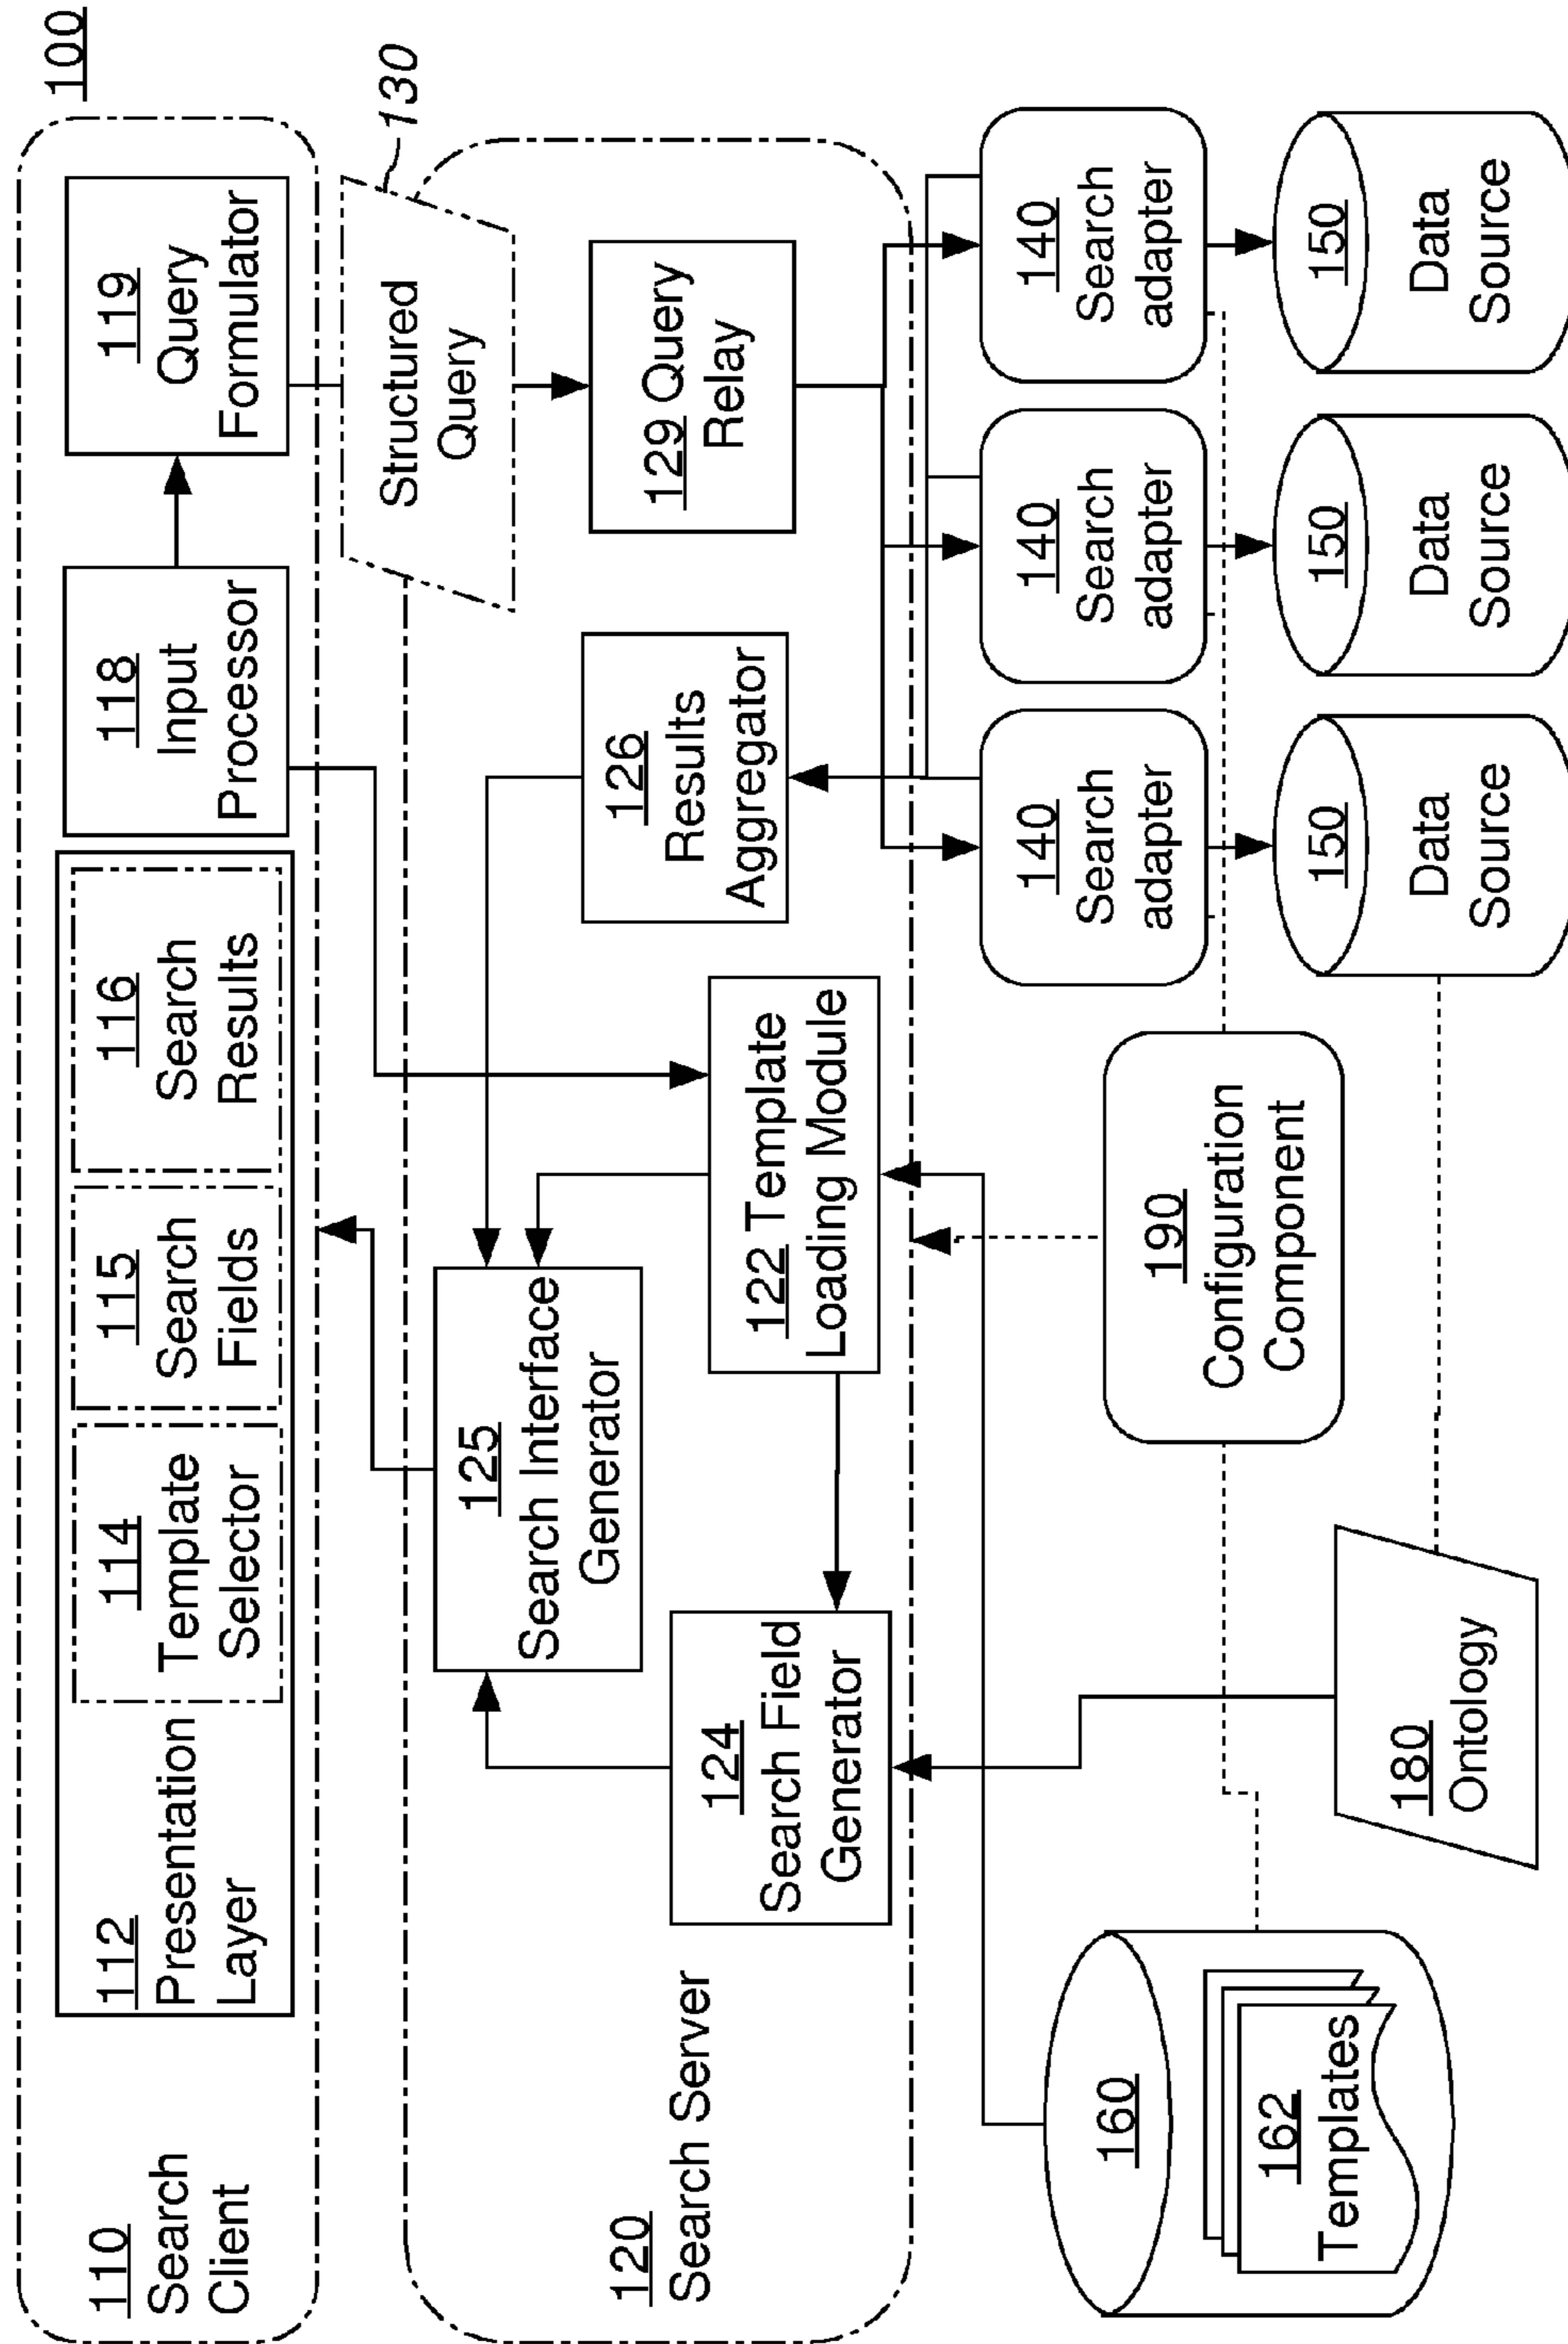 100
110
Search
Client
112
Presentation
Layer
114
Template
Selector
115
Search
Fields
116
Search
Results
118
Input
Processor
119
Query
Formulator
130
Structured
Query
120
Search Server
125
Search Interface
Generator
124
Search Field
Generator
122 Template
Loading Module
126
Results
Aggregator
129 Query
Relay
140
Search
adapter
140
Search
adapter
140
Search
adapter
150
Data
Source
150
Data
Source
150
Data
Source
160
162
Templates
180
Ontology
190
Configuration
Component